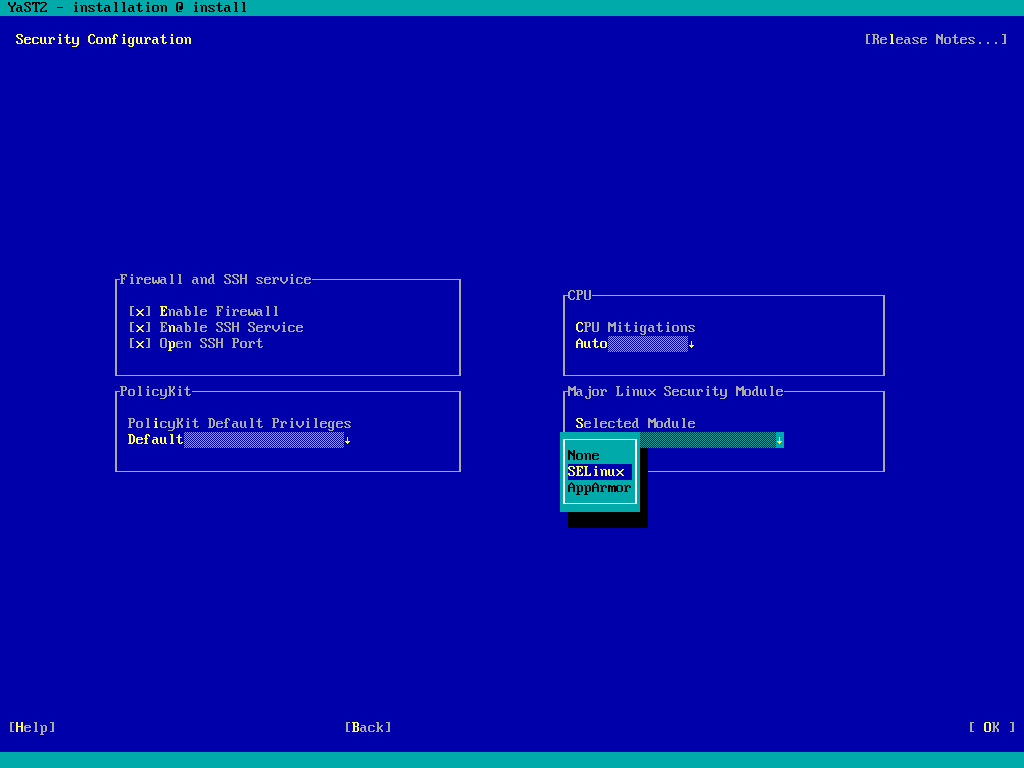 YaST2 - installation @ install
Security Configuration [Release Notes...]
Firewall and SSH service
[x] Enable Firewall
[x] Enable SSH Service
[x] Open SSH Port
CPU
CPU Mitigations
Auto↓
PolicyKit
PolicyKit Default Privileges
Default↓
Major Linux Security Module
Selected Module
↓
None
SELinux
AppArmor
[Help] [Back] [ OK ]